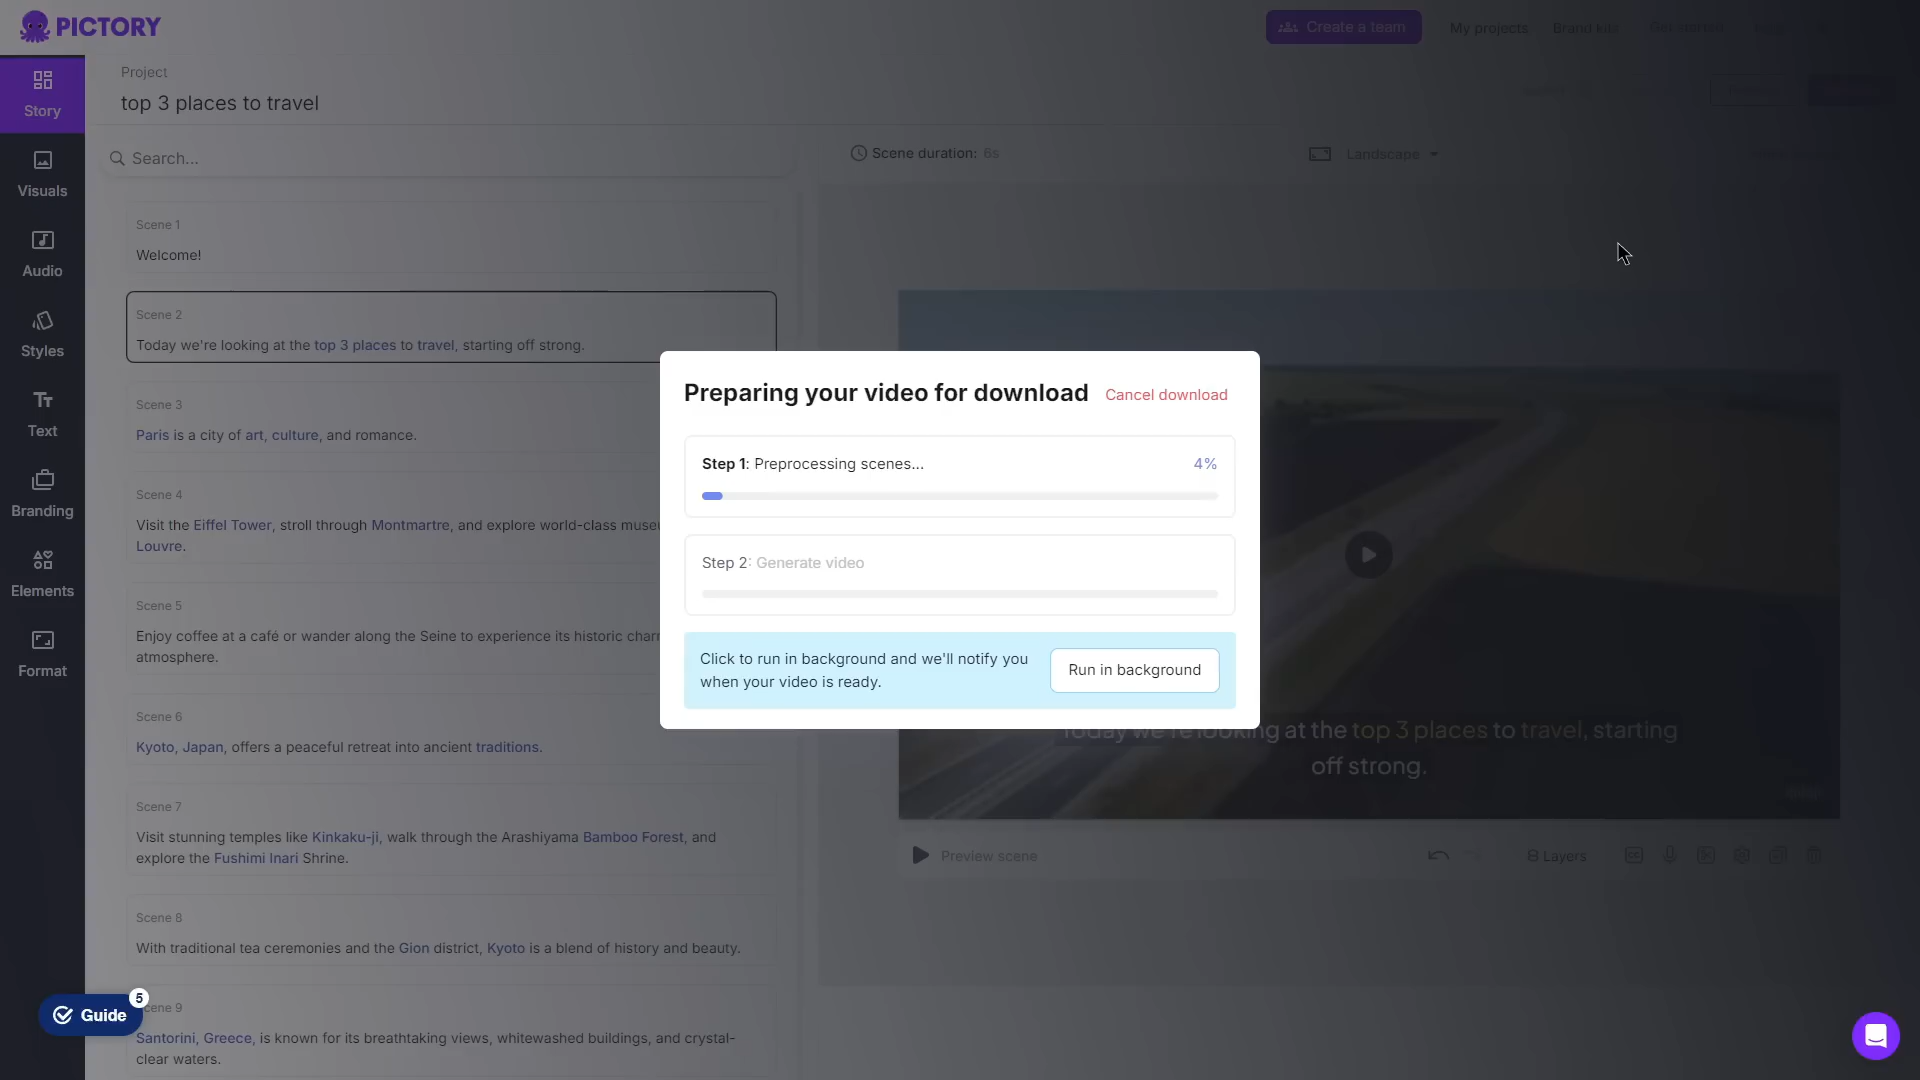 PICTORY
Create a team
My projects
Brand kits
Get started
Project
top 3 places to travel
Story
Visuals
Audio
Styles
Text
Branding
Elements
Format
Search...
Scene duration: 6s
Landscape
Scene 1
Welcome!
Scene 2
Today we're looking at the top 3 places to travel, starting off strong.
Scene 3
Paris is a city of art, culture, and romance.
Scene 4
Visit the Eiffel Tower, stroll through Montmartre, and explore world-class
Louvre.
Scene 5
Enjoy coffee at a café or wander along the Seine to experience its historic
atmosphere.
Scene 6
Kyoto, Japan, offers a peaceful retreat into ancient traditions.
Scene 7
Visit stunning temples like Kinkaku-ji, walk through the Arashiyama Bamboo Forest, and
explore the Fushimi Inari Shrine.
Scene 8
With traditional tea ceremonies and the Gion district, Kyoto is a blend of history and beauty.
Scene 9
Santorini, Greece, is known for its breathtaking views, whitewashed buildings, and crystal-
clear waters.
Preparing your video for download
Cancel download
Step 1: Preprocessing scenes...
4%
Step 2: Generate video
Click to run in background and we'll notify you
when your video is ready.
Run in background
Today we're looking at the top 3 places to travel, starting
off strong.
Preview scene
Layers
Guide
5